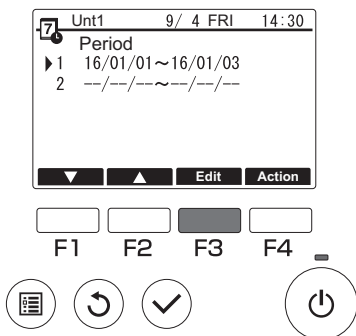 7 Unt1 9/ 4 FRI 14:30
Period
1 16/01/01~16/01/03
2 --/--/--~--/--/--
Edit Action
F1 F2 F3 F4